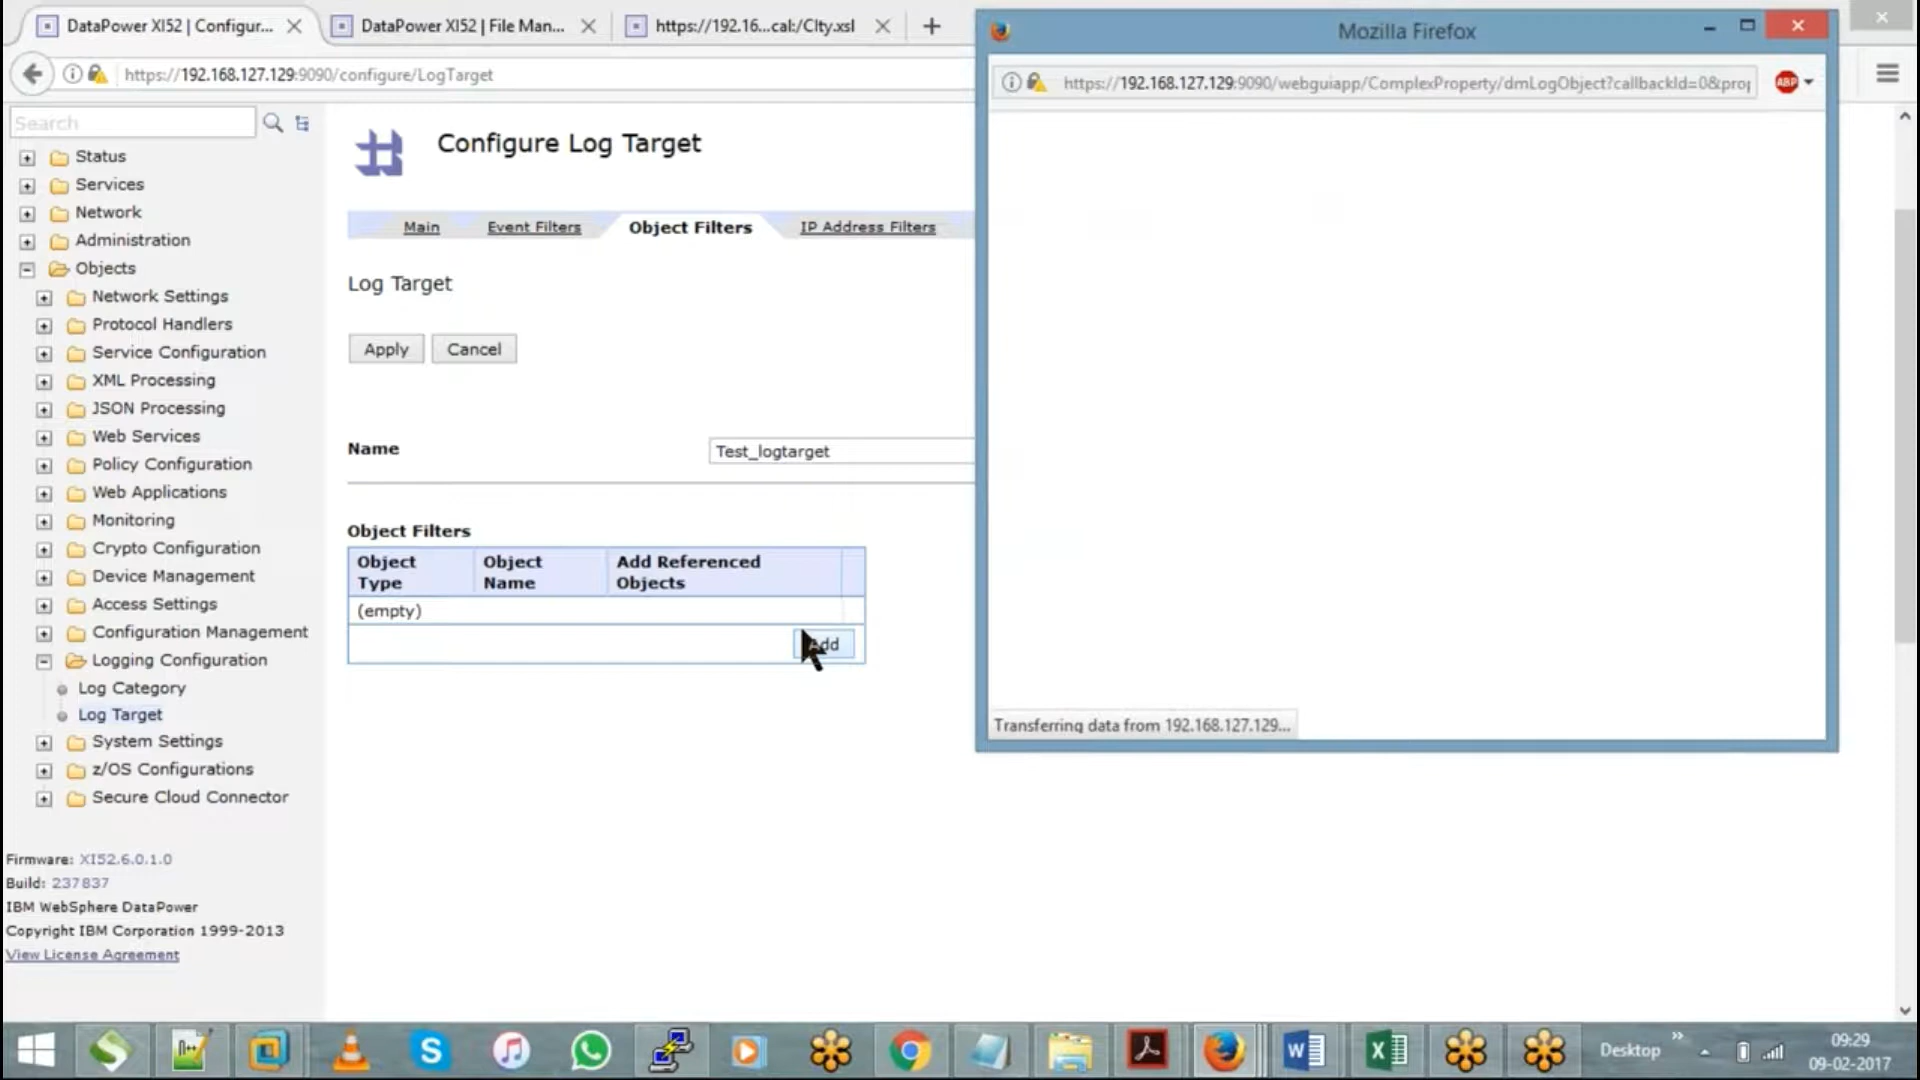 DataPower XI52 | Configur...
DataPower XI52 | File Man...
https://192.16...cal:/CIty.xsl
Mozilla Firefox
https://192.168.127.129:9090/configure/LogTarget
https://192.168.127.129:9090/webguiapp/ComplexProperty/dmLogObject?callbackId=0&prop
ABP
Search
Status
Services
Network
Administration
Objects
Network Settings
Protocol Handlers
Service Configuration
XML Processing
JSON Processing
Web Services
Policy Configuration
Web Applications
Monitoring
Crypto Configuration
Device Management
Access Settings
Configuration Management
Logging Configuration
Log Category
Log Target
System Settings
z/OS Configurations
Secure Cloud Connector
Firmware: XI52.6.0.1.0
Build: 237837
IBM WebSphere DataPower
Copyright IBM Corporation 1999-2013
View License Agreement
Configure Log Target
Main Event Filters Object Filters IP Address Filters
Log Target
Apply Cancel
Name Test_logtarget
Object Filters
Object Type
Object Name
Add Referenced Objects
(empty)
Add
Transferring data from 192.168.127.129...
Desktop
09:29
09-02-2017